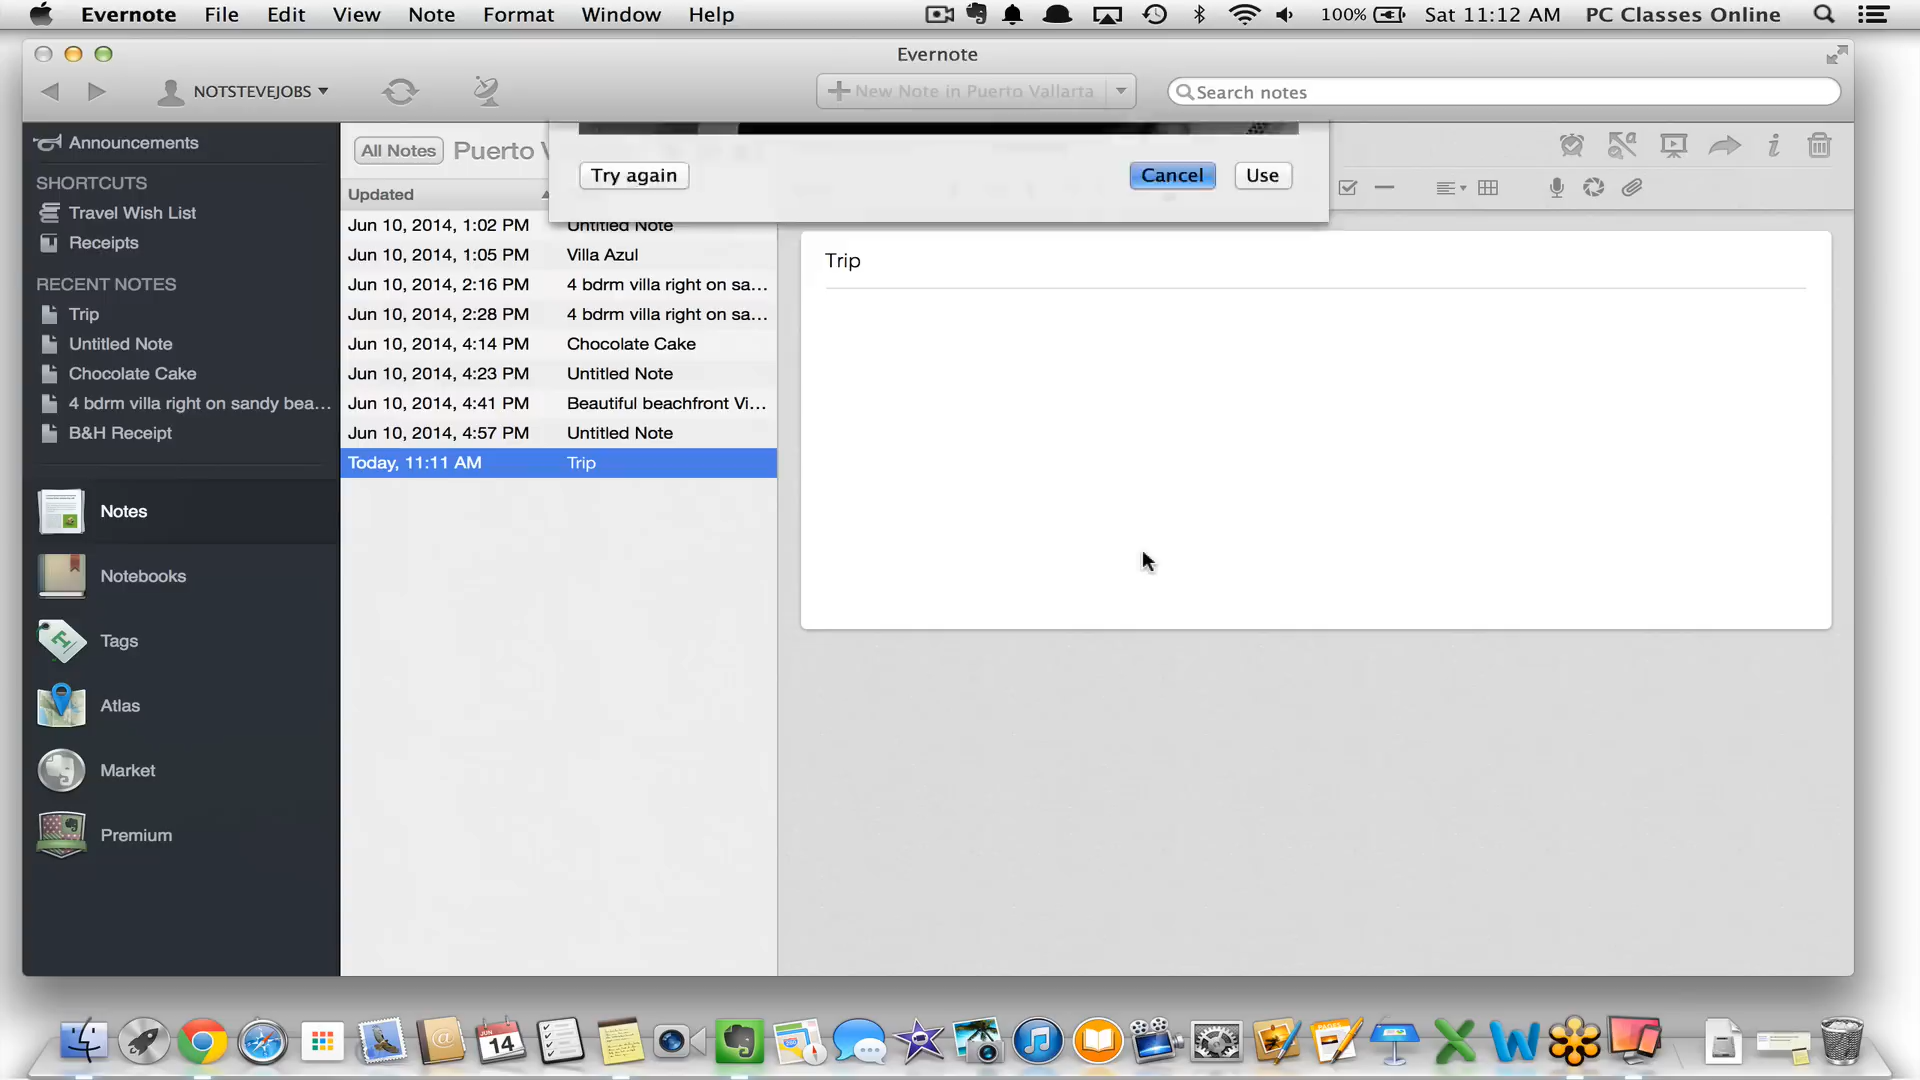 Evernote File Edit View Note Format Window Help 100% Sat 11:12 AM PC Classes Online
Evernote
NOTSTEVEJOBS New Note in Puerto Vallarta Search notes
Announcements
SHORTCUTS
Travel Wish List
Receipts
RECENT NOTES
Trip
Untitled Note
Chocolate Cake
4 bdrm villa right on sandy bea...
B&H Receipt
Notes
Notebooks
Tags
Atlas
Market
Premium
All Notes Puerto
Updated
Jun 10, 2014, 1:02 PM Untitled Note
Jun 10, 2014, 1:05 PM Villa Azul
Jun 10, 2014, 2:16 PM 4 bdrm villa right on sa...
Jun 10, 2014, 2:28 PM 4 bdrm villa right on sa...
Jun 10, 2014, 4:14 PM Chocolate Cake
Jun 10, 2014, 4:23 PM Untitled Note
Jun 10, 2014, 4:41 PM Beautiful beachfront Vi...
Jun 10, 2014, 4:57 PM Untitled Note
Today, 11:11 AM Trip
Try again Cancel Use
Trip
JUN
14
PAGES